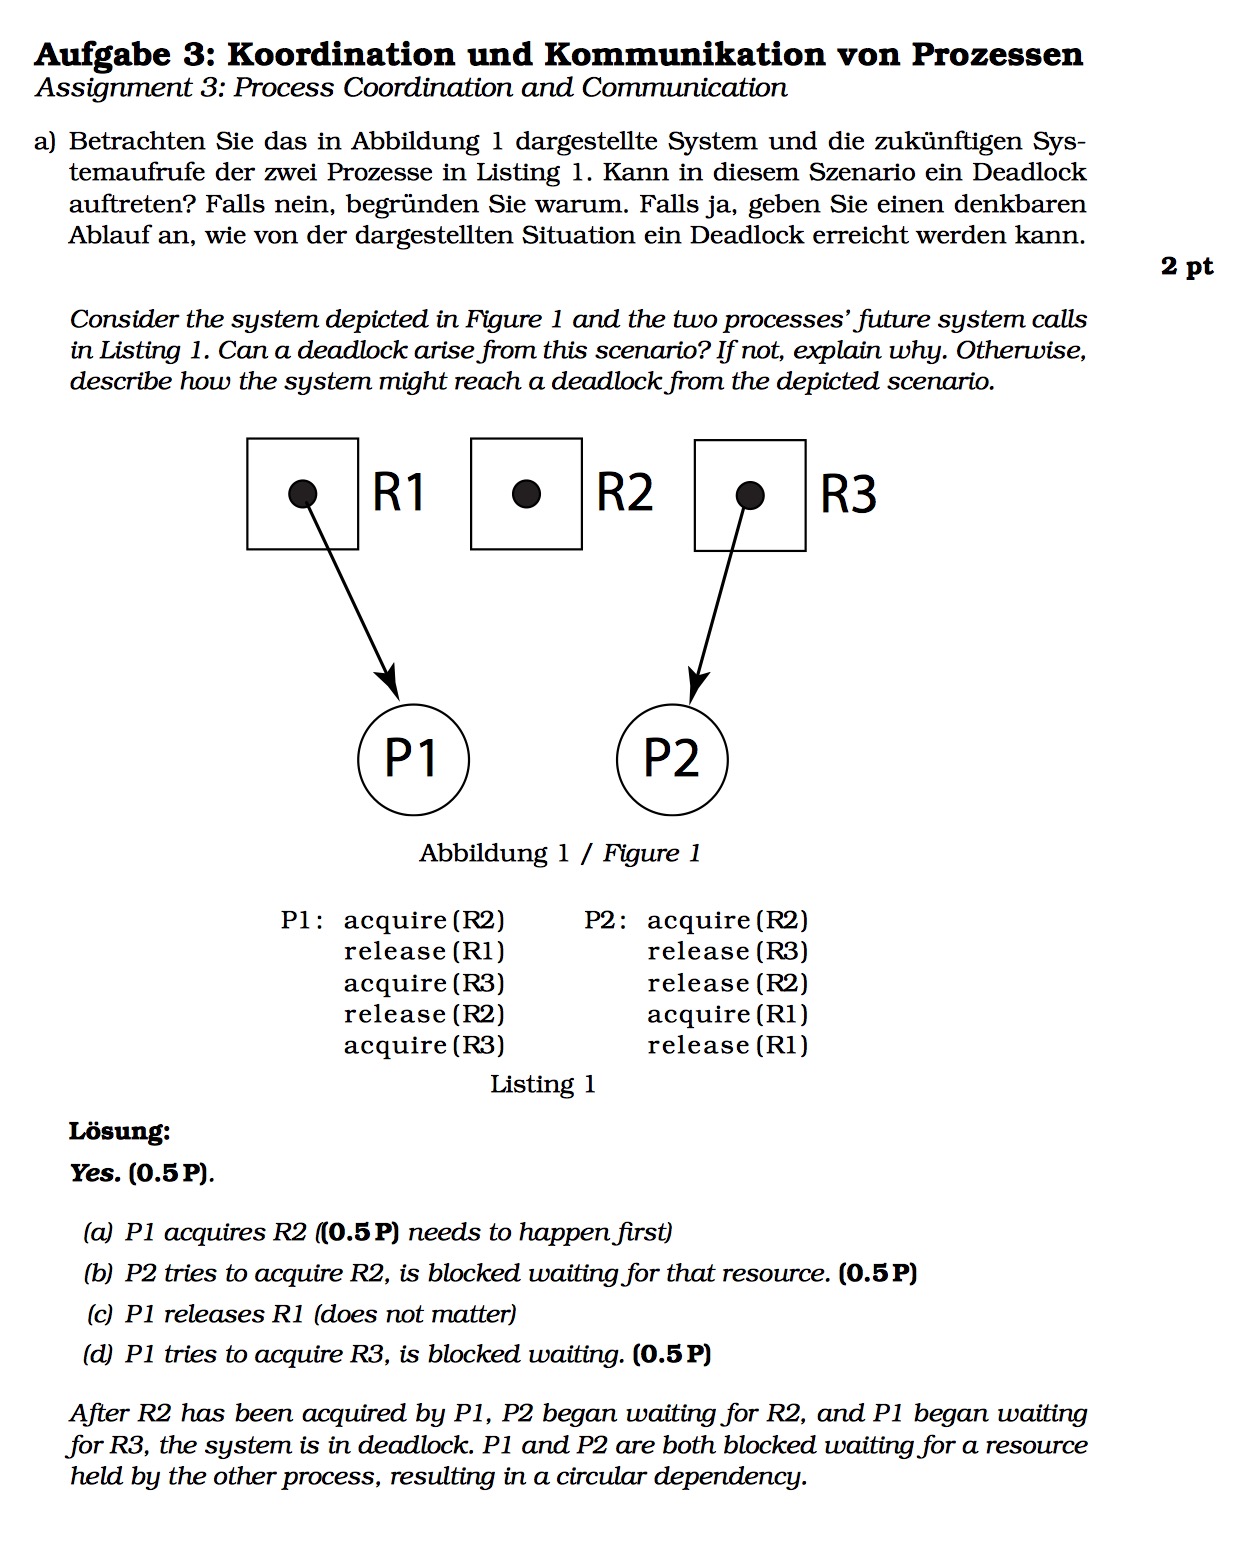 Aufgabe 3: Koordination und Kommunikation von Prozessen
Assignment 3: Process Coordination and Communication
a) Betrachten Sie das in Abbildung 1 dargestellte System und die zukünftigen Sys-
temaufrufe der zwei Prozesse in Listing 1. Kann in diesem Szenario ein Deadlock
auftreten? Falls nein, begründen Sie warum. Falls ja, geben Sie einen denkbaren
Ablauf an, wie von der dargestellten Situation ein Deadlock erreicht werden kann.
2 pt
Consider the system depicted in Figure 1 and the two processes' future system calls
in Listing 1. Can a deadlock arise from this scenario? If not, explain why. Otherwise,
describe how the system might reach a deadlock from the depicted scenario.
R1 R2 R3
P1 P2
Abbildung 1 / Figure 1
P1: acquire(R2) P2: acquire(R2)
release(R1) release(R3)
acquire(R3) release(R2)
release(R2) acquire(R1)
acquire(R3) release(R1)
Listing 1
Lösung:
Yes. (0.5 P).
(a) P1 acquires R2 ((0.5 P) needs to happen first)
(b) P2 tries to acquire R2, is blocked waiting for that resource. (0.5 P)
(c) P1 releases R1 (does not matter)
(d) P1 tries to acquire R3, is blocked waiting. (0.5 P)
After R2 has been acquired by P1, P2 began waiting for R2, and P1 began waiting
for R3, the system is in deadlock. P1 and P2 are both blocked waiting for a resource
held by the other process, resulting in a circular dependency.